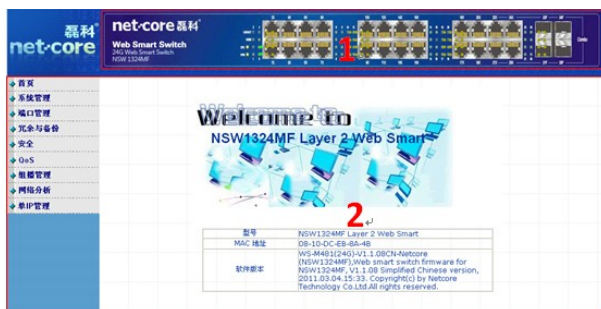 磊科
net-core
net-core 磊科
Web Smart Switch
24G Web Smart Switch
NSW 1324MF
Combo
1
首页
系统管理
端口管理
冗余与备份
安全
QoS
组播管理
网络分析
单IP管理
Welcome to
NSW1324MF Layer 2 Web Smart
2
型号 NSW1324MF Layer 2 Web Smart
MAC 地址 08-10-DC-EB-8A-4B
软件版本 WS-M481(24G)-V1.1.08CN-Netcore
(NSW1324MF),Web smart switch firmware for
NSW1324MF, V1.1.08 Simplified Chinese version,
2011.03.04.15:33. Copyright(c) by Netcore
Technology Co.Ltd.All rights reserved.